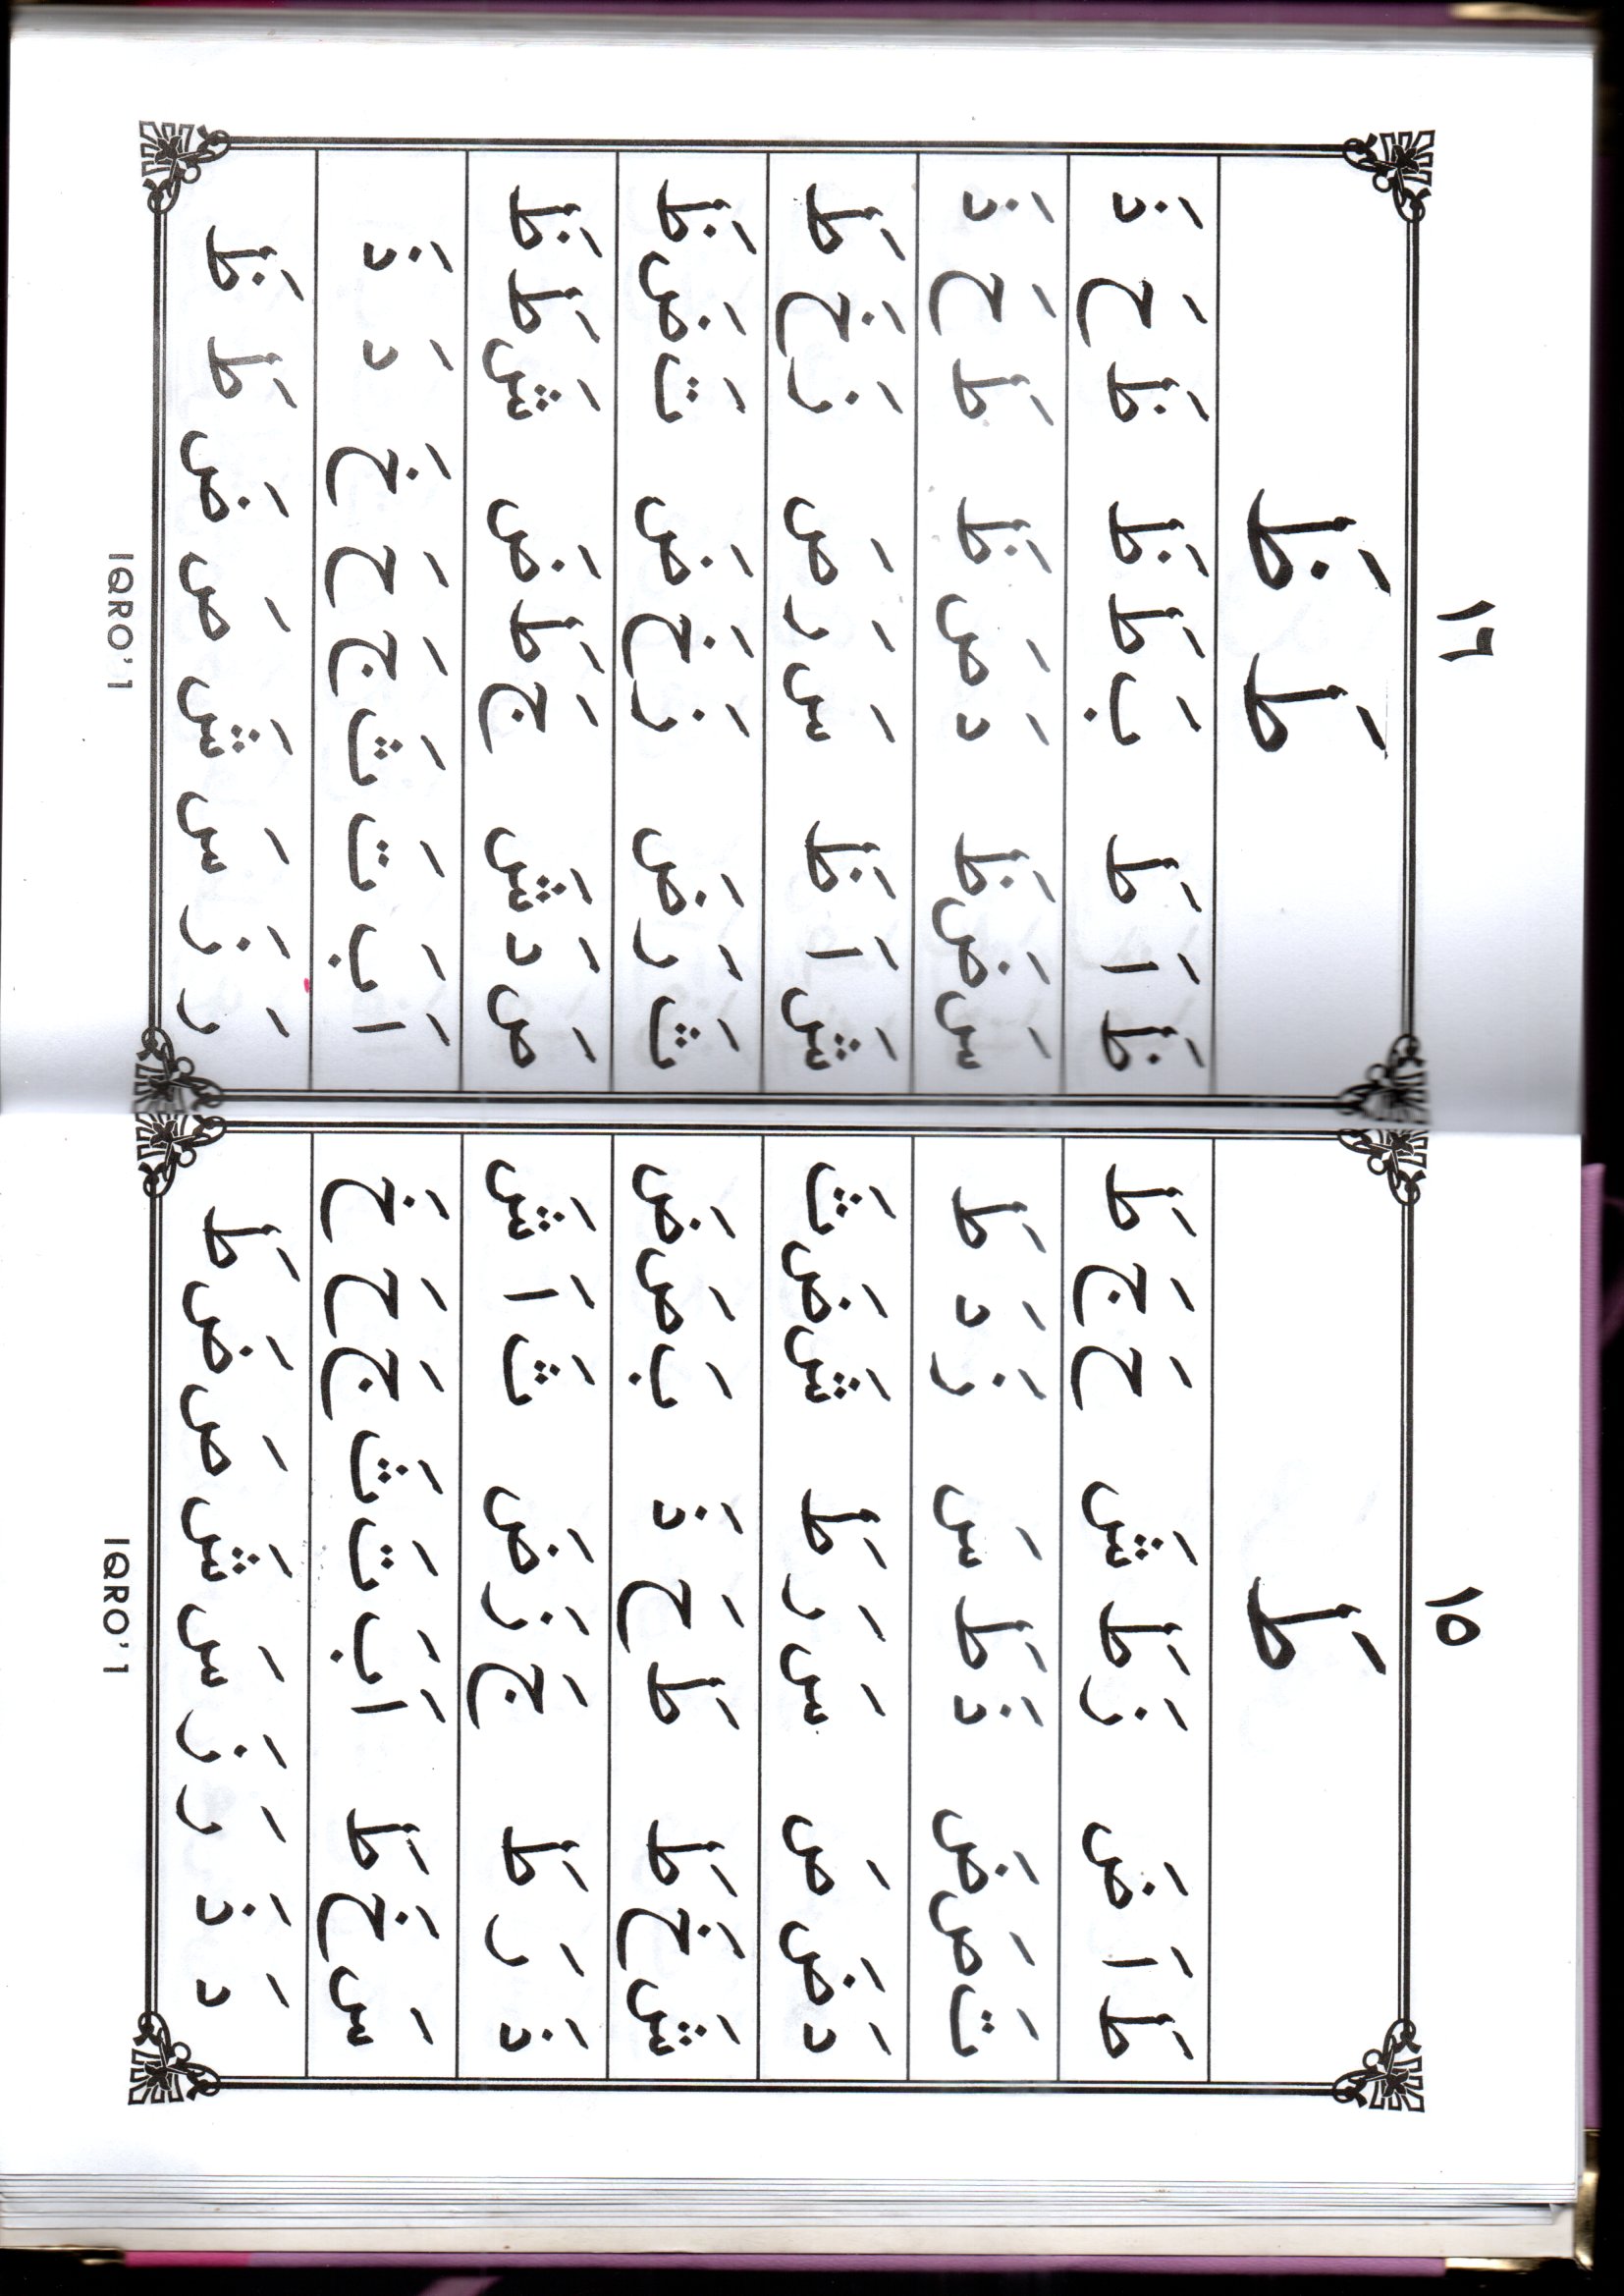 ١٥
طَ
طَ اَ ضَ زَ طَ شَ حَ جَ طَ
تَ صَ ضَ ذَ طَ سَ زَ دَ طَ
دَ ضَ صَ سَ رَ طَ شَ ضَ ثَ
شَ خَ طَ طَ حَ ذَ بَ صَ ضَ
ذَ رَ طَ جَ زَ ضَ ثَ اَ شَ
سَ خَ طَ اَ بَ تَ ثَ جَ حَ خَ
دَ ذَ رَ زَ سَ شَ صَ ضَ طَ
IQRO’ 1
١٦
طَ ظَ
ظَ اَ طَ بَ طَ ظَ ظَ حَ ذَ
سَ ضَ ظَ دَ صَ ظَ طَ حَ ذَ
شَ اَ ظَ سَ رَ صَ زَ خَ طَ
ثَ رَ ضَ زَ خَ ضَ تَ ضَ ظَ
صَ دَ شَ جَ طَ ضَ شَ طَ ظَ
اَ بَ تَ ثَ جَ حَ خَ دَ ذَ
رَ زَ سَ شَ صَ ضَ طَ ظَ
IQRO’ 1